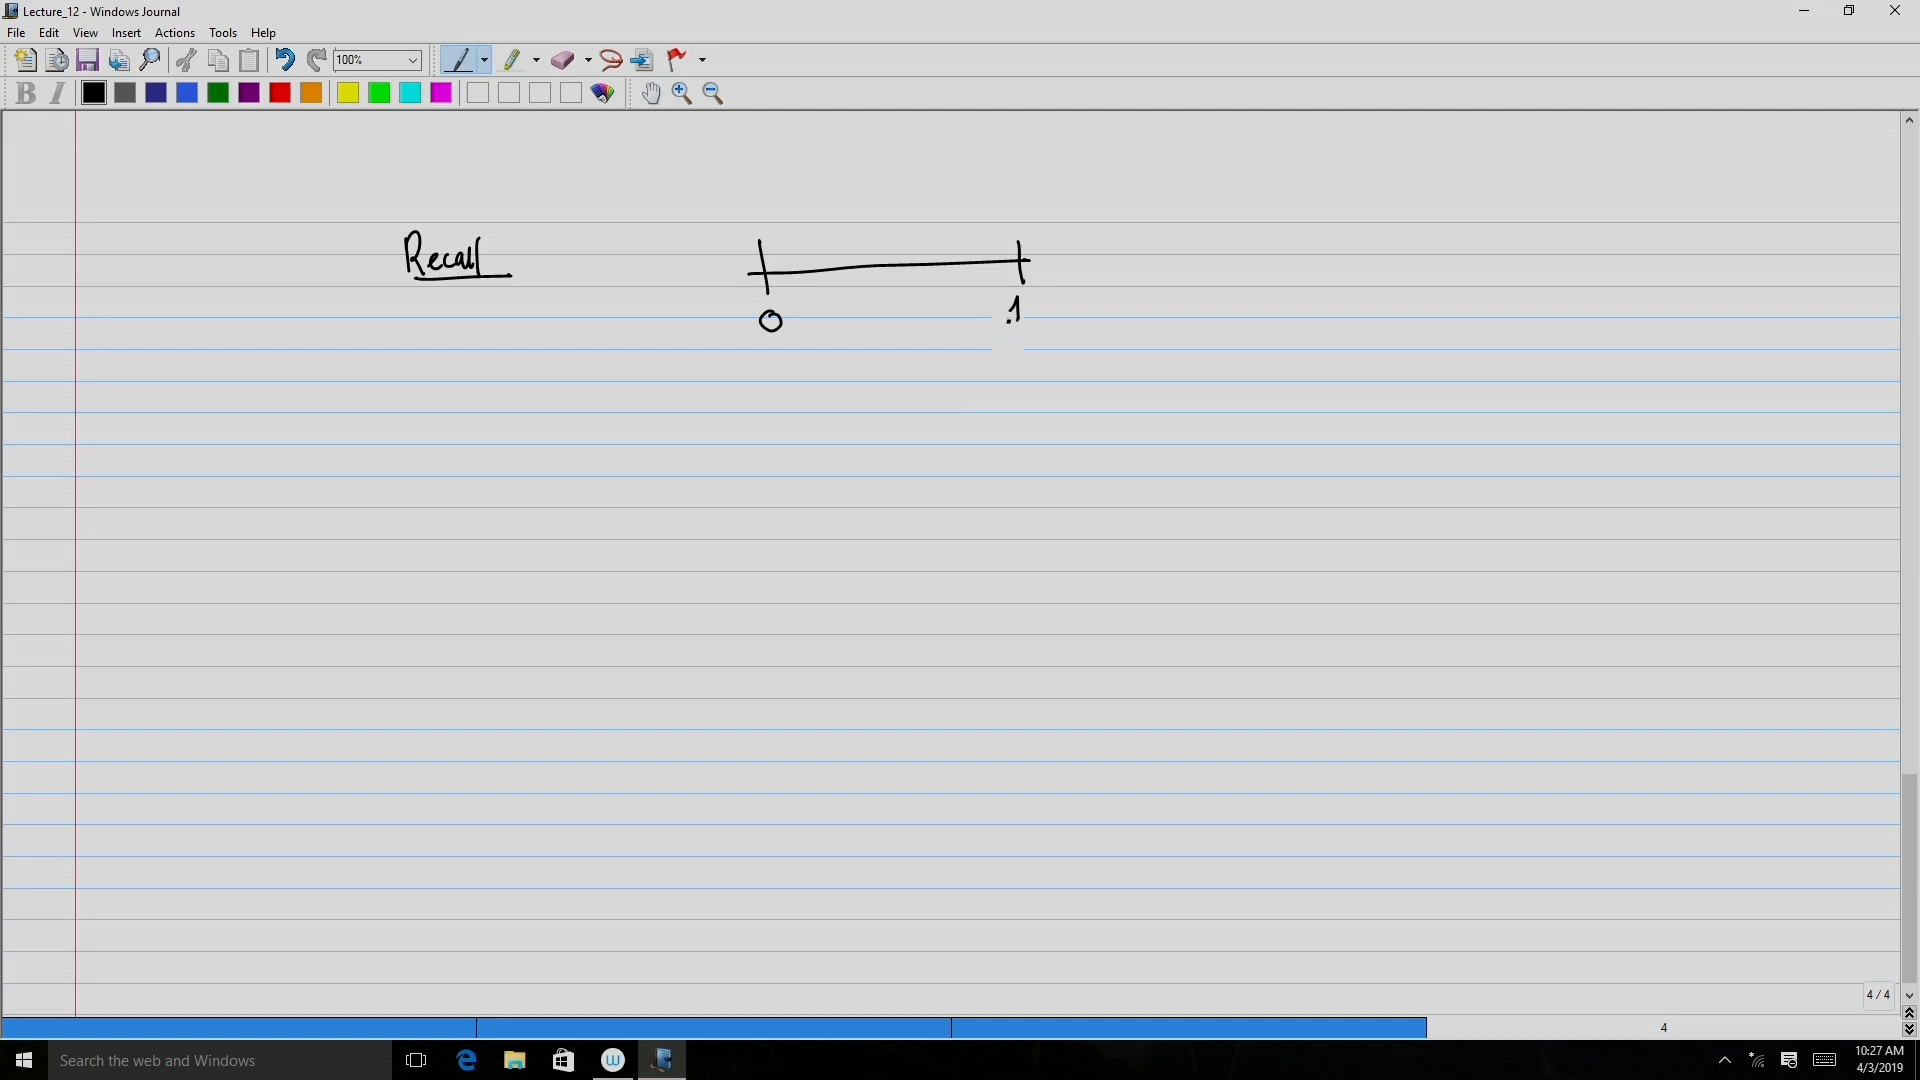 Lecture_12 - Windows Journal
File Edit View Insert Actions Tools Help
100%
B I
Recall
0 .1
4 / 4
4
Search the web and Windows
10:27 AM
4/3/2019